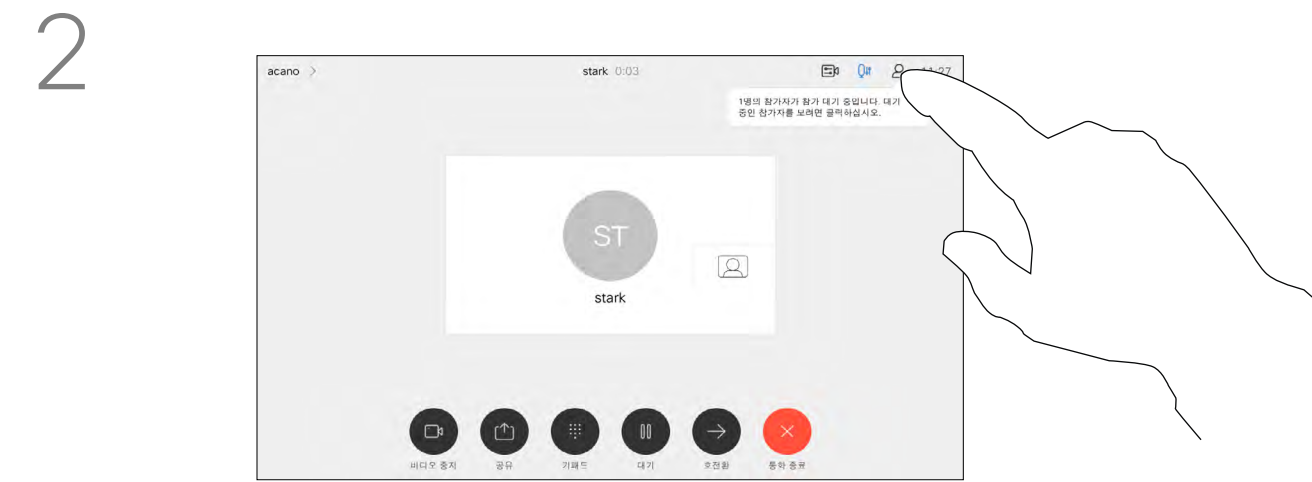 2
acano >
stark 0:03
11:27
1명의 참가자가 참가 대기 중입니다. 대기
중인 참가자를 보려면 클릭하십시오.
ST
stark
비디오 중지
공유
키패드
대기
호전환
통화 종료